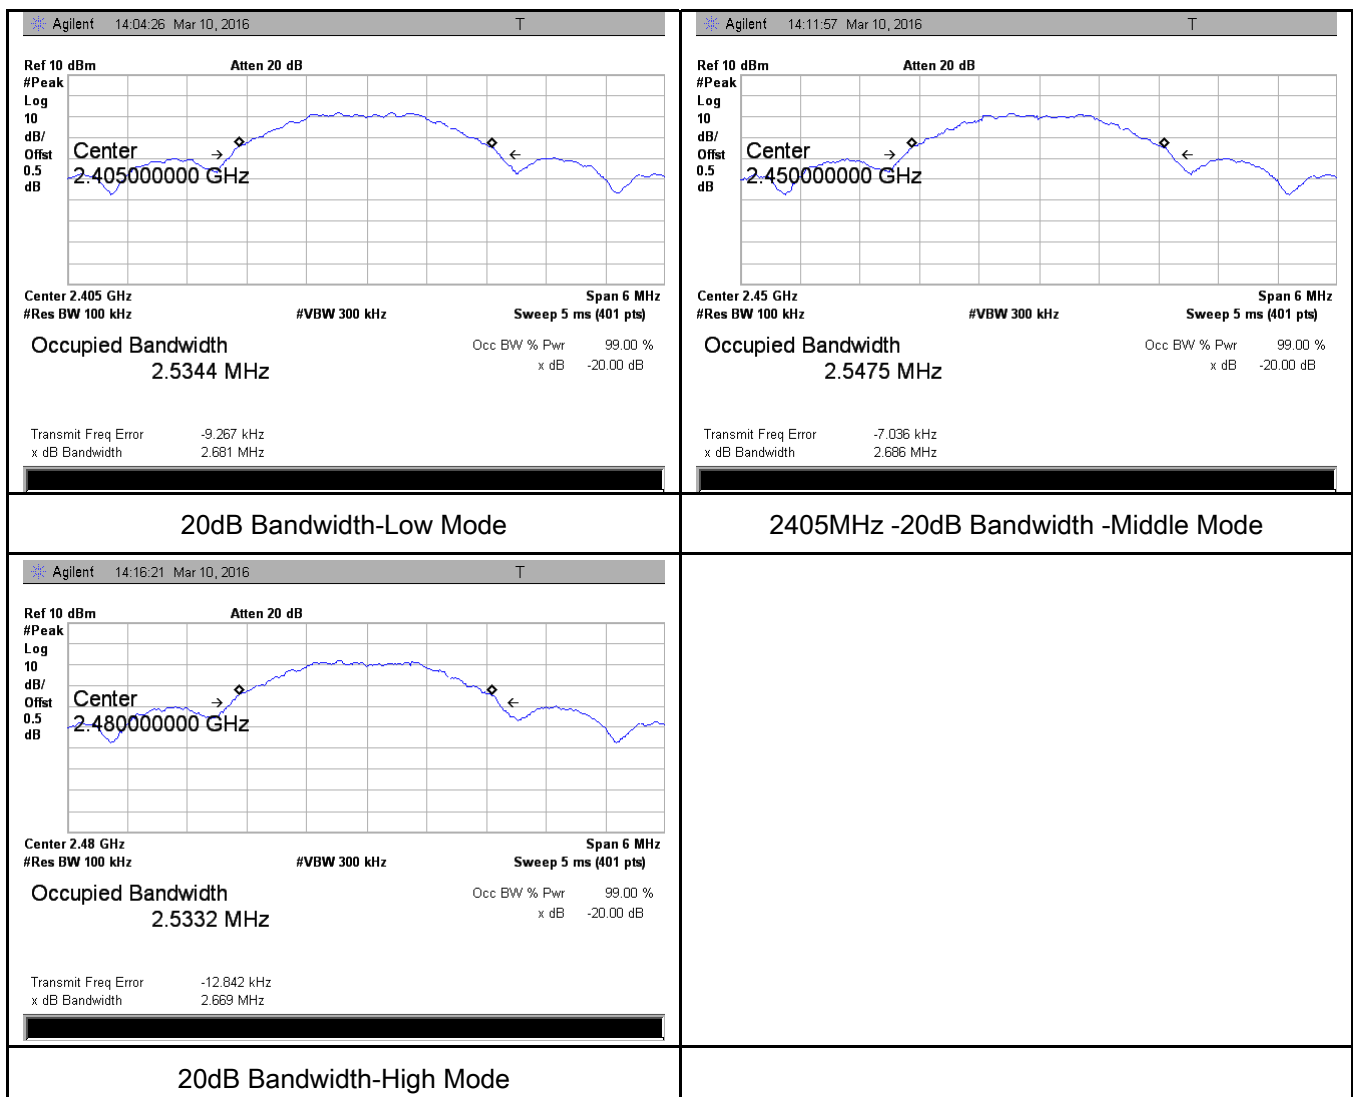 Agilent 14:04:26 Mar 10, 2016 T
Ref 10 dBm Atten 20 dB
#Peak
Log
10
dB/
Offst
0.5
dB
Center
2.405000000 GHz
Center 2.405 GHz Span 6 MHz
#Res BW 100 kHz #VBW 300 kHz Sweep 5 ms (401 pts)
Occupied Bandwidth Occ BW % Pwr 99.00 %
2.5344 MHz x dB -20.00 dB
Transmit Freq Error -9.267 kHz
x dB Bandwidth 2.681 MHz
20dB Bandwidth-Low Mode
Agilent 14:11:57 Mar 10, 2016 T
Ref 10 dBm Atten 20 dB
#Peak
Log
10
dB/
Offst
0.5
dB
Center
2.450000000 GHz
Center 2.45 GHz Span 6 MHz
#Res BW 100 kHz #VBW 300 kHz Sweep 5 ms (401 pts)
Occupied Bandwidth Occ BW % Pwr 99.00 %
2.5475 MHz x dB -20.00 dB
Transmit Freq Error -7.036 kHz
x dB Bandwidth 2.686 MHz
2405MHz -20dB Bandwidth -Middle Mode
Agilent 14:16:21 Mar 10, 2016 T
Ref 10 dBm Atten 20 dB
#Peak
Log
10
dB/
Offst
0.5
dB
Center
2.480000000 GHz
Center 2.48 GHz Span 6 MHz
#Res BW 100 kHz #VBW 300 kHz Sweep 5 ms (401 pts)
Occupied Bandwidth Occ BW % Pwr 99.00 %
2.5332 MHz x dB -20.00 dB
Transmit Freq Error -12.842 kHz
x dB Bandwidth 2.669 MHz
20dB Bandwidth-High Mode